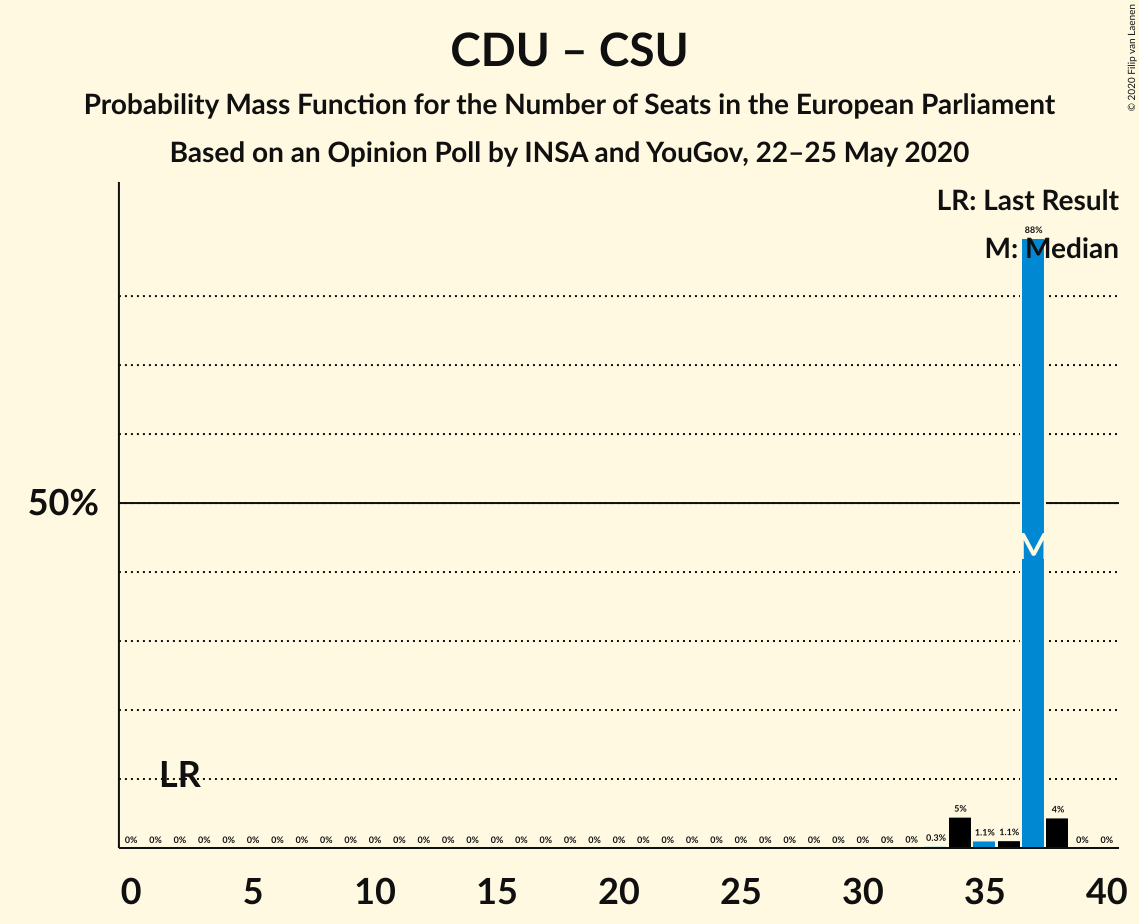 CDU – CSU
Probability Mass Function for the Number of Seats in the European Parliament
Based on an Opinion Poll by INSA and YouGov, 22–25 May 2020
© 2020 Filip van Laenen
LR: Last Result
88%
M: Median
50%
M
LR
5% 4%
0% 0% 0% 0% 0% 0% 0% 0% 0% 0% 0% 0% 0% 0% 0% 0% 0% 0% 0% 0% 0% 0% 0% 0% 0% 0% 0% 0% 0% 0% 0% 0% 0% 0.3% 1.1% 1.1% 0% 0%
0 5 10 15 20 25 30 35 40